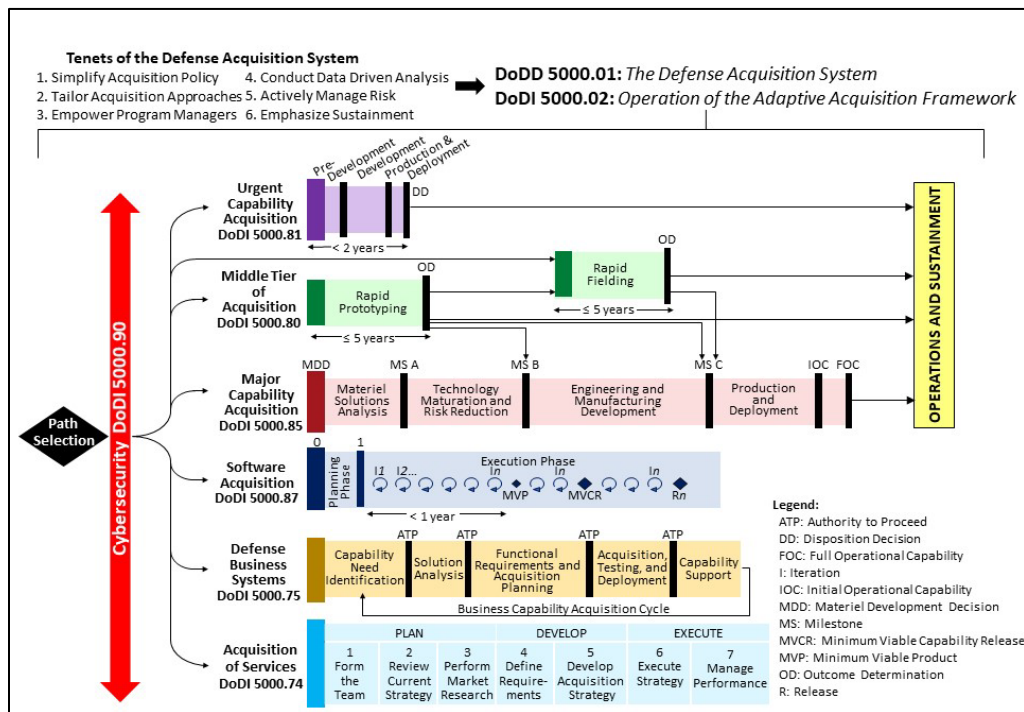 Tenets of the Defense Acquisition System
1. Simplify Acquisition Policy
2. Tailor Acquisition Approaches
3. Empower Program Managers
4. Conduct Data Driven Analysis
5. Actively Manage Risk
6. Emphasize Sustainment
DoDD 5000.01: The Defense Acquisition System
DoDI 5000.02: Operation of the Adaptive Acquisition Framework
Cybersecurity DoDI 5000.90
Path
Selection
OPERATIONS AND SUSTAINMENT
Urgent
Capability
Acquisition
DoDI 5000.81
Pre-
Development
Development
Production &
Deployment
DD
< 2 years
Middle Tier
of
Acquisition
DoDI 5000.80
Rapid
Prototyping
OD
≤ 5 years
Rapid
Fielding
OD
≤ 5 years
Major
Capability
Acquisition
DoDI 5000.85
MDD
Materiel
Solutions
Analysis
MS A
Technology
Maturation and
Risk Reduction
MS B
Engineering and
Manufacturing
Development
MS C
Production
and
Deployment
IOC
FOC
Software
Acquisition
DoDI 5000.87
0
Planning
Phase
1
Execution Phase
I1
I2...
In
In
In
MVP
MVCR
Rn
< 1 year
Defense
Business
Systems
DoDI 5000.75
Capability
Need
Identification
ATP
Solution
Analysis
ATP
Functional
Requirements and
Acquisition
Planning
ATP
Acquisition,
Testing, and
Deployment
ATP
Capability
Support
Business Capability Acquisition Cycle
Acquisition
of Services
DoDI 5000.74
PLAN
DEVELOP
EXECUTE
1
Form
the
Team
2
Review
Current
Strategy
3
Perform
Market
Research
4
Define
Require-
ments
5
Develop
Acquisition
Strategy
6
Execute
Strategy
7
Manage
Performance
Legend:
ATP: Authority to Proceed
DD: Disposition Decision
FOC: Full Operational Capability
I: Iteration
IOC: Initial Operational Capability
MDD: Materiel Development Decision
MS: Milestone
MVCR: Minimum Viable Capability Release
MVP: Minimum Viable Product
OD: Outcome Determination
R: Release